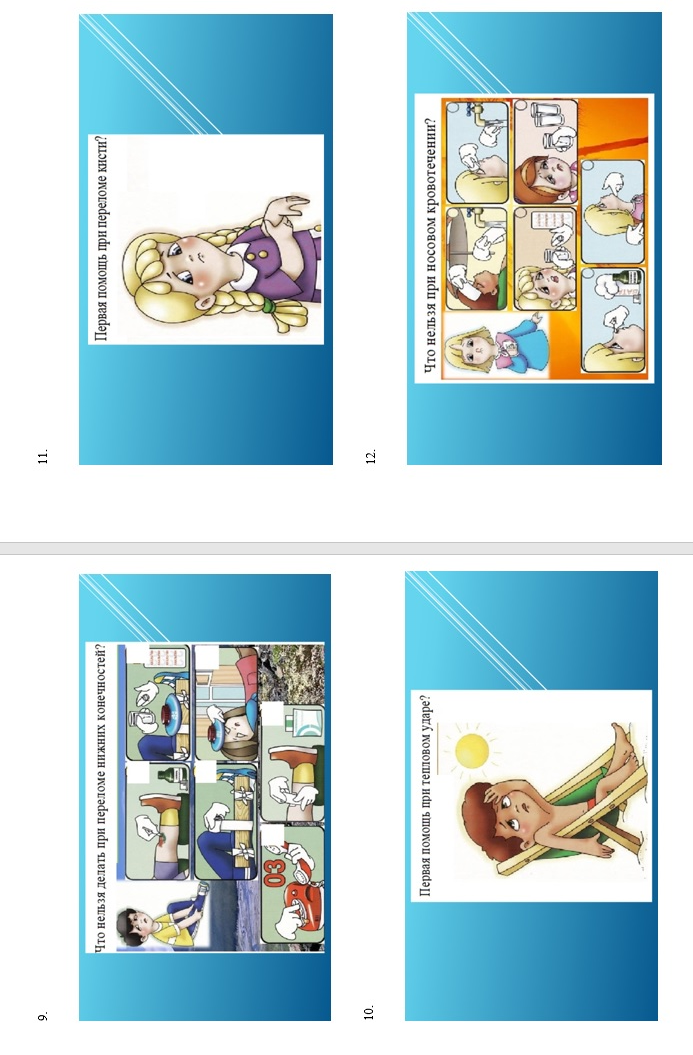 11.
Первая помощь при переломе кисти?
12.
Что нельзя при носовом кровотечении?
9.
Что нельзя делать при переломе нижних конечностей?
03
10.
Первая помощь при тепловом ударе?